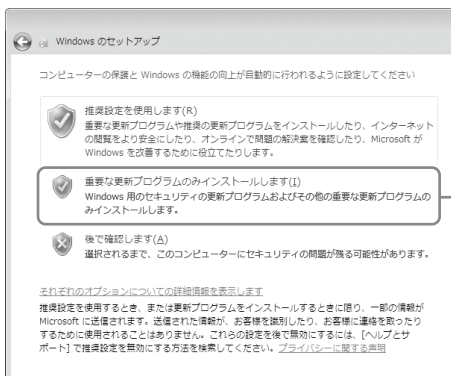 Windows のセットアップ
コンピューターの保護と Windows の機能の向上が自動的に行われるように設定してください
推奨設定を使用します(R)
重要な更新プログラムや推奨の更新プログラムをインストールしたり、インターネット
の閲覧をより安全にしたり、オンラインで問題の解決策を確認したり、Microsoft が
Windows を改善するために役立てたりします。
重要な更新プログラムのみインストールします(I)
Windows 用のセキュリティの更新プログラムおよびその他の重要な更新プログラムの
みインストールします。
後で確認します(A)
選択されるまで、このコンピューターにセキュリティの問題が残る可能性があります。
それぞれのオプションについての詳細情報を表示します
推奨設定を使用するとき、または更新プログラムをインストールするときに限り、一部の情報が
Microsoft に送信されます。送信された情報が、お客様を識別したり、お客様に連絡を取ったり
するために使用されることはありません。これらの設定を後で無効にするには、[ヘルプとサ
ポート] で推奨設定を無効にする方法を検索してください。プライバシーに関する声明